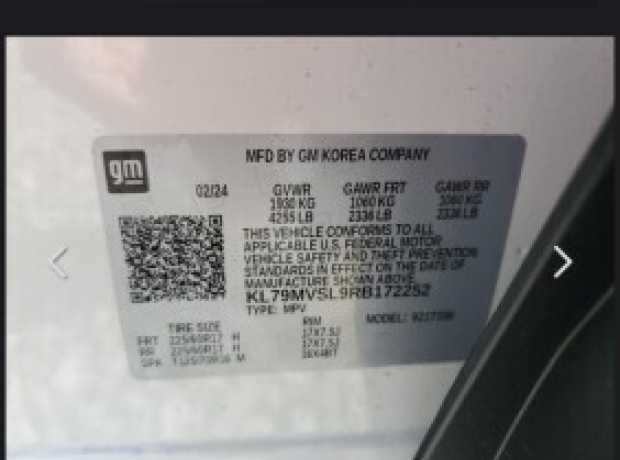 gm
MFD BY GM KOREA COMPANY
02/24
GVWR GAWR FRT GAWR RR
1930 KG 1060 KG 1060 KG
4255 LB 2336 LB 2336 LB
THIS VEHICLE CONFORMS TO ALL
APPLICABLE U.S. FEDERAL MOTOR
VEHICLE SAFETY AND THEFT PREVENTION
STANDARDS IN EFFECT ON THE DATE OF
MANUFACTURE SHOWN ABOVE.
KL79MVSL9RB172252
TYPE: MPV
MODEL:
TIRE SIZE RIM
FRT 225/60R17 H 17X7.5J
RR 225/60R17 H 17X7.5J
SPA M 16X4BT